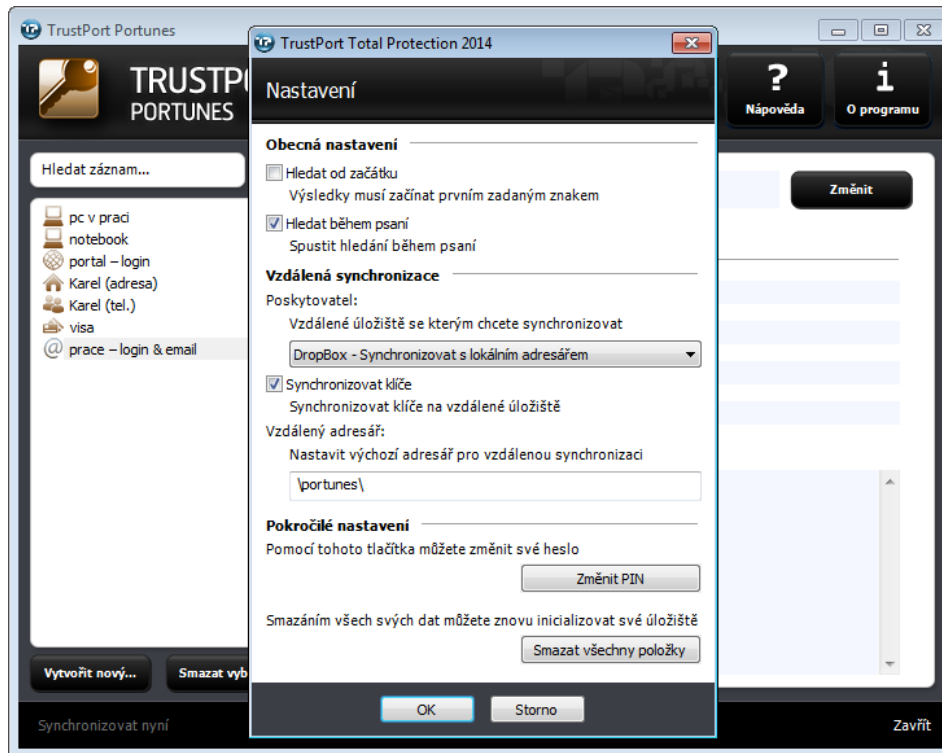 TrustPort Portunes
TRUSTP
PORTUNES
?
Nápověda
i
O programu
Hledat záznam...
Změnit
pc v praci
notebook
portal – login
Karel (adresa)
Karel (tel.)
visa
@ prace – login & email
Vytvořit nový...
Smazat vyb
Synchronizovat nyní
Zavřít
TrustPort Total Protection 2014
Nastavení
Obecná nastavení
Hledat od začátku
Výsledky musí začínat prvním zadaným znakem
Hledat během psaní
Spustit hledání během psaní
Vzdálená synchronizace
Poskytovatel:
Vzdálené úložiště se kterým chcete synchronizovat
DropBox - Synchronizovat s lokálním adresářem
Synchronizovat klíče
Synchronizovat klíče na vzdálené úložiště
Vzdálený adresář:
Nastavit výchozí adresář pro vzdálenou synchronizaci
\portunes\
Pokročilé nastavení
Pomocí tohoto tlačítka můžete změnit své heslo
Změnit PIN
Smazáním všech svých dat můžete znovu inicializovat své úložiště
Smazat všechny položky
OK
Storno